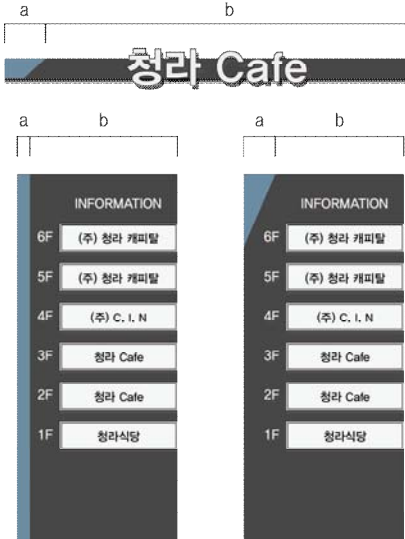 a b
청라 Cafe
a b
INFORMATION
6F (주) 청라 캐피탈
5F (주) 청라 캐피탈
4F (주) C. I. N
3F 청라 Cafe
2F 청라 Cafe
1F 청라식당
a b
INFORMATION
6F (주) 청라 캐피탈
5F (주) 청라 캐피탈
4F (주) C. I. N
3F 청라 Cafe
2F 청라 Cafe
1F 청라식당